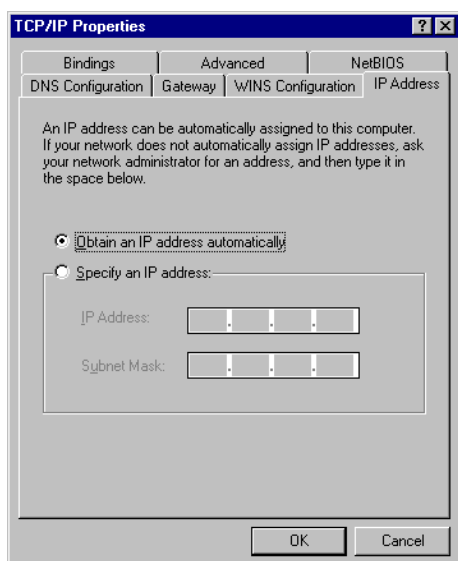 TCP/IP Properties
Bindings Advanced NetBIOS
DNS Configuration Gateway WINS Configuration IP Address
An IP address can be automatically assigned to this computer.
If your network does not automatically assign IP addresses, ask
your network administrator for an address, and then type it in
the space below.
Obtain an IP address automatically
Specify an IP address:
IP Address:
Subnet Mask:
OK Cancel